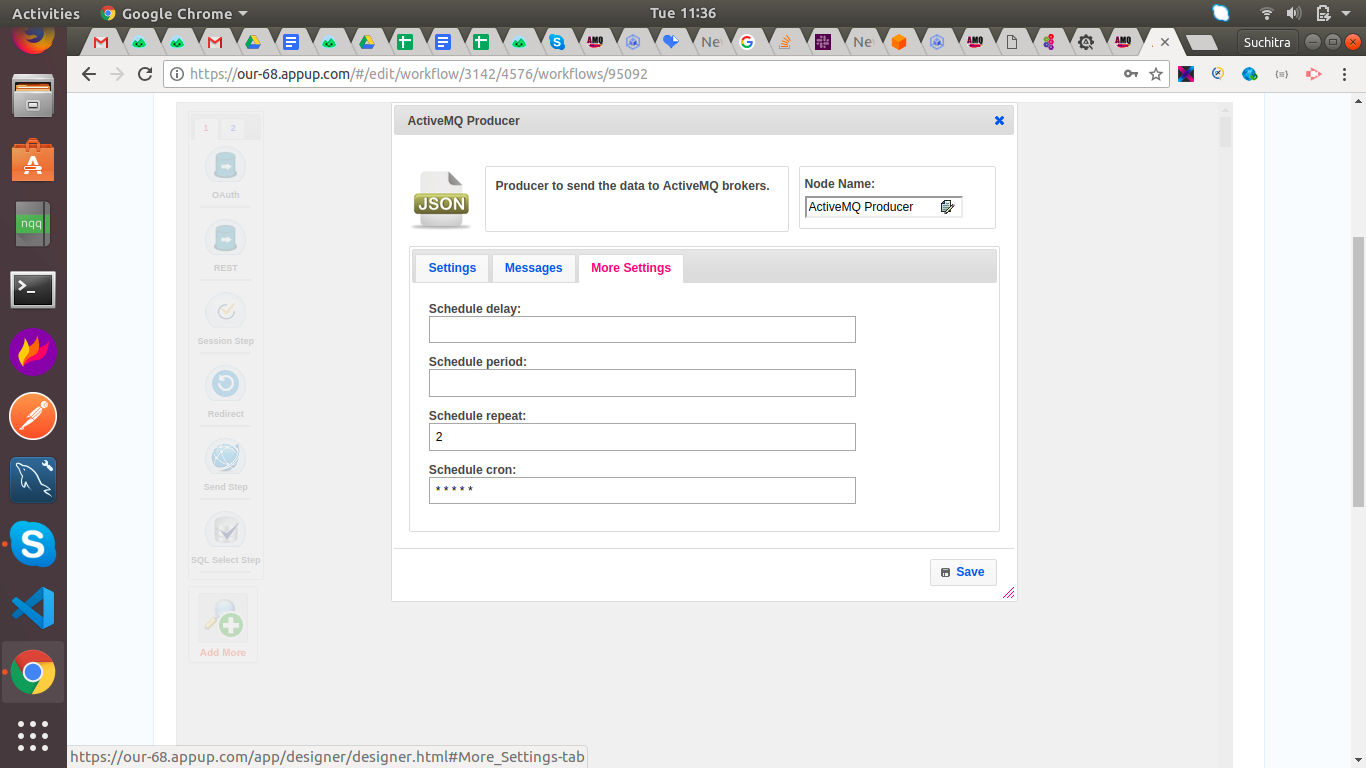 Activities Google Chrome Tue 11:36
Ne Ne Suchitra
https://our-68.appup.com/#/edit/workflow/3142/4576/workflows/95092
ActiveMQ Producer
1 2
OAuth
REST
Session Step
Redirect
Send Step
SQL Select Step
Add More
JSON
Producer to send the data to ActiveMQ brokers.
Node Name:
ActiveMQ Producer
Settings Messages More Settings
Schedule delay:
Schedule period:
Schedule repeat:
2
Schedule cron:
* * * * *
Save
nqq
https://our-68.appup.com/app/designer/designer.html#More_Settings-tab